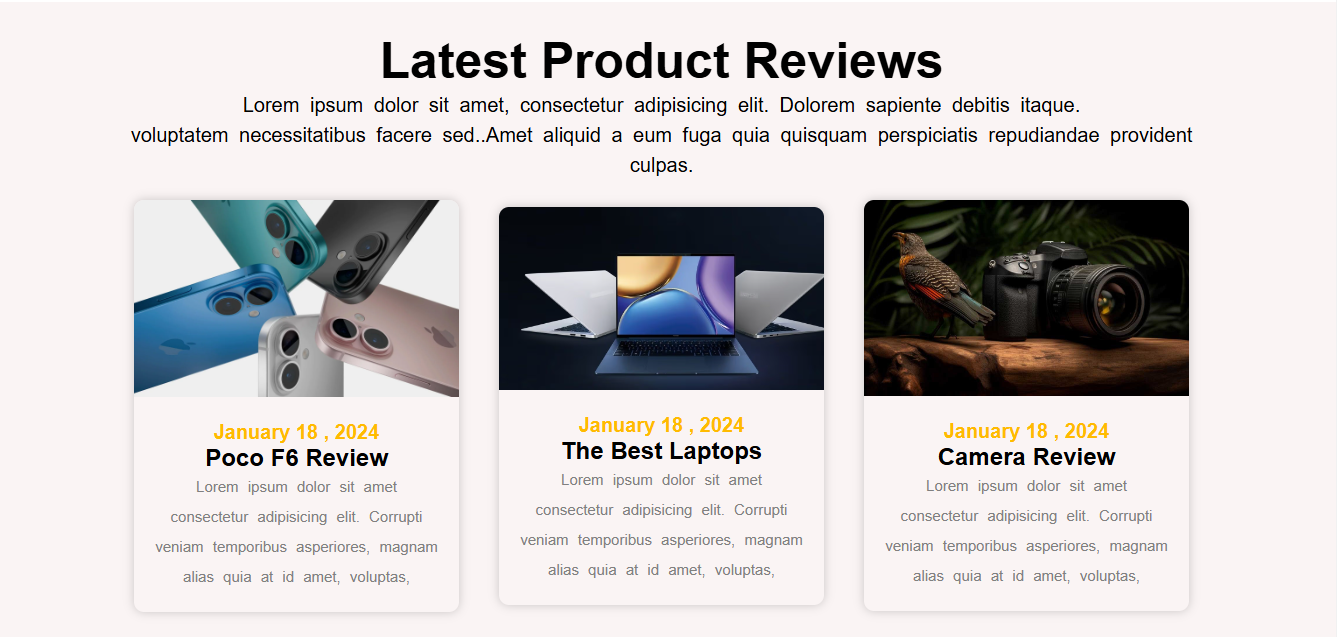 Latest Product Reviews
Lorem ipsum dolor sit amet, consectetur adipisicing elit. Dolorem sapiente debitis itaque.
voluptatem necessitatibus facere sed..Amet aliquid a eum fuga quia quisquam perspiciatis repudiandae provident
culpas.
January 18 , 2024
Poco F6 Review
Lorem ipsum dolor sit amet
consectetur adipisicing elit. Corrupti
veniam temporibus asperiores, magnam
alias quia at id amet, voluptas,
January 18 , 2024
The Best Laptops
Lorem ipsum dolor sit amet
consectetur adipisicing elit. Corrupti
veniam temporibus asperiores, magnam
alias quia at id amet, voluptas,
January 18 , 2024
Camera Review
Lorem ipsum dolor sit amet
consectetur adipisicing elit. Corrupti
veniam temporibus asperiores, magnam
alias quia at id amet, voluptas,